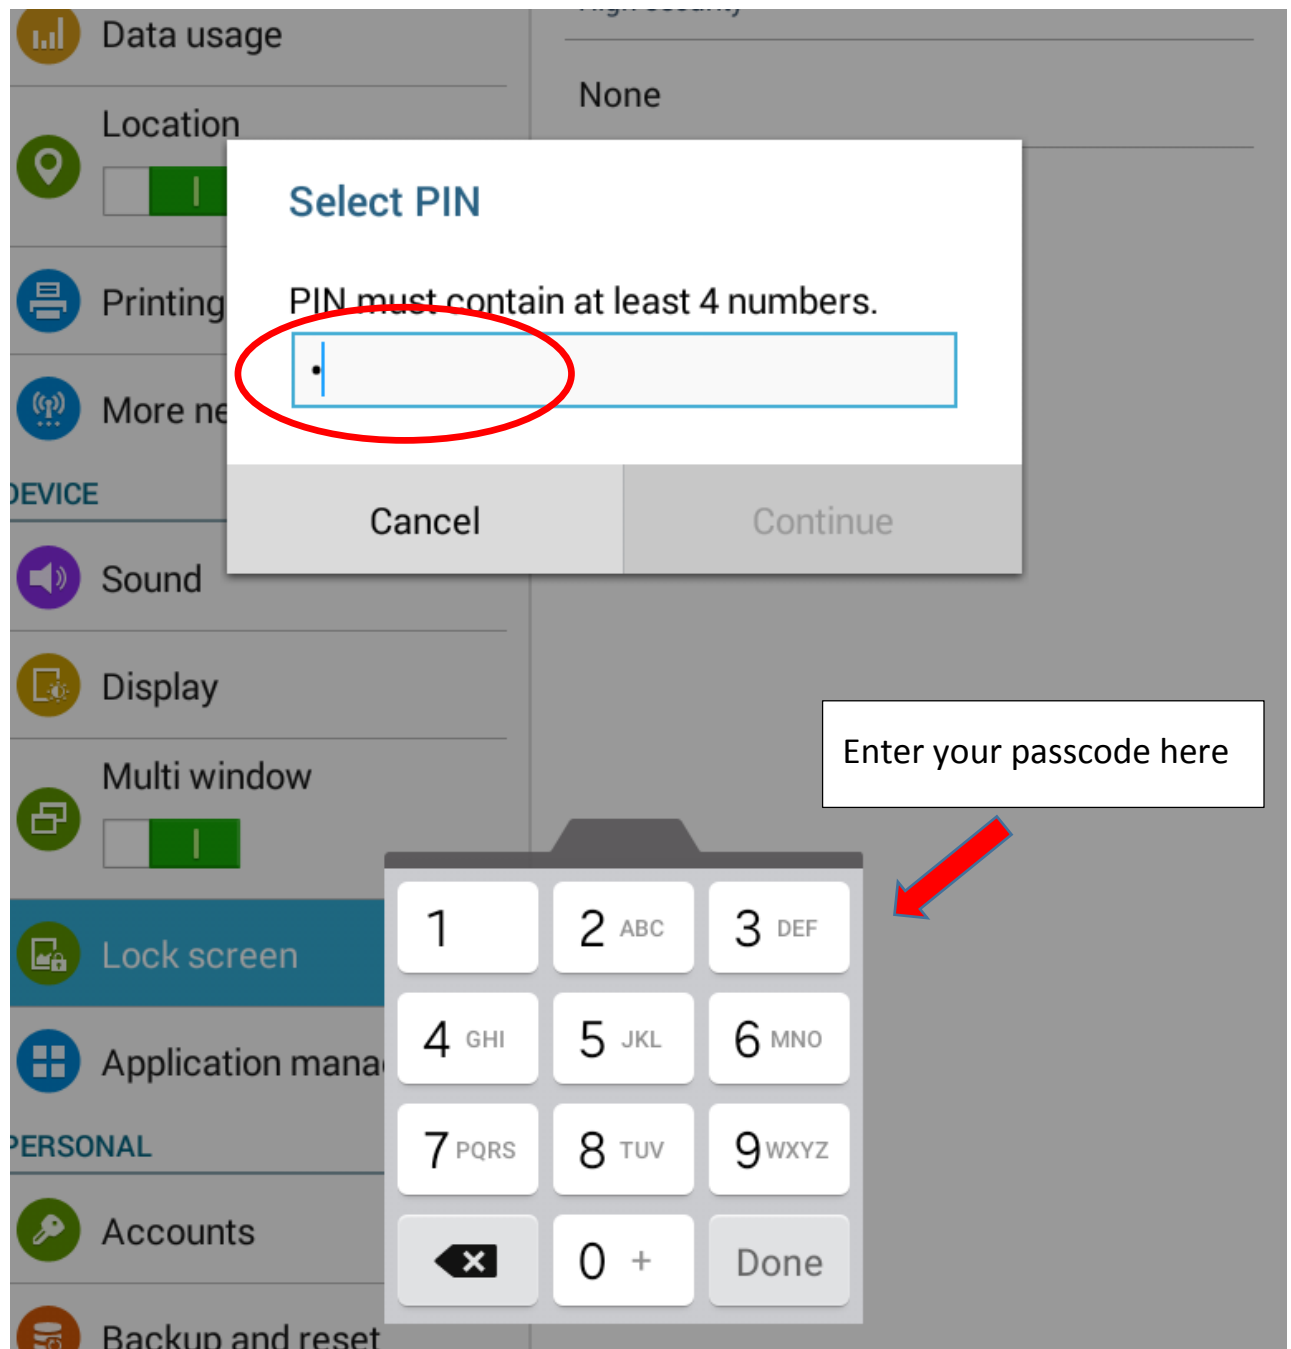 Data usage
None
Location
Select PIN
PIN must contain at least 4 numbers.
Printing
More ne
DEVICE
Cancel
Continue
Sound
Display
Enter your passcode here
Multi window
1
2 ABC
3 DEF
Lock screen
4 GHI
5 JKL
6 MNO
Application mana
7 PQRS
8 TUV
9 WXYZ
PERSONAL
Accounts
0 +
Done
Backup and reset